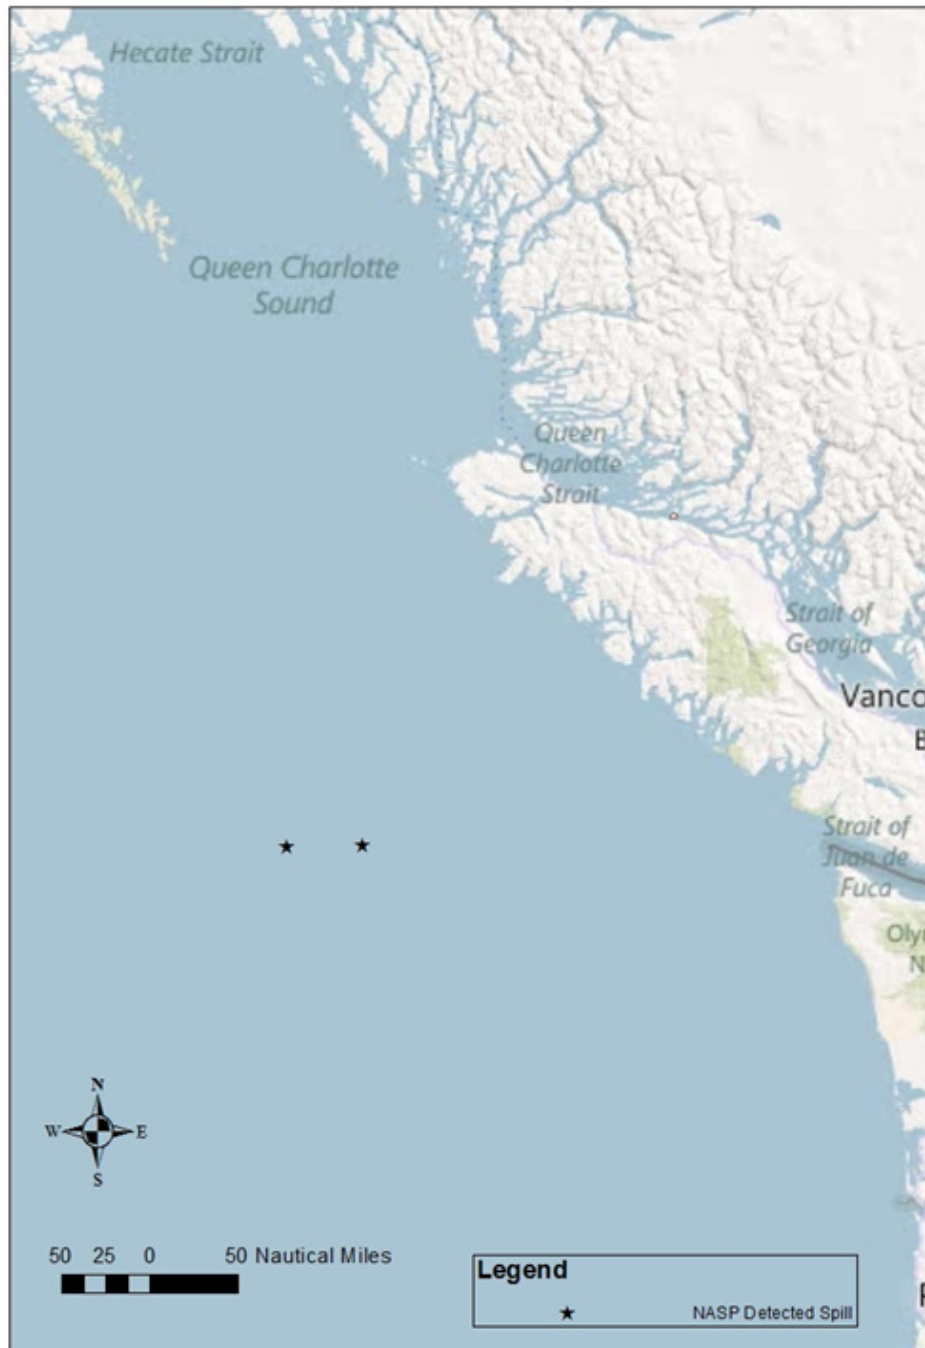 Hecate Strait
Queen Charlotte
Sound
Queen
Charlotte
Strait
Strait of
Georgia
Vanco
B
Strait of
Juan de
Fuca
Oly
N
N
W E
S
50 25 0 50 Nautical Miles
Legend
NASP Detected Spill